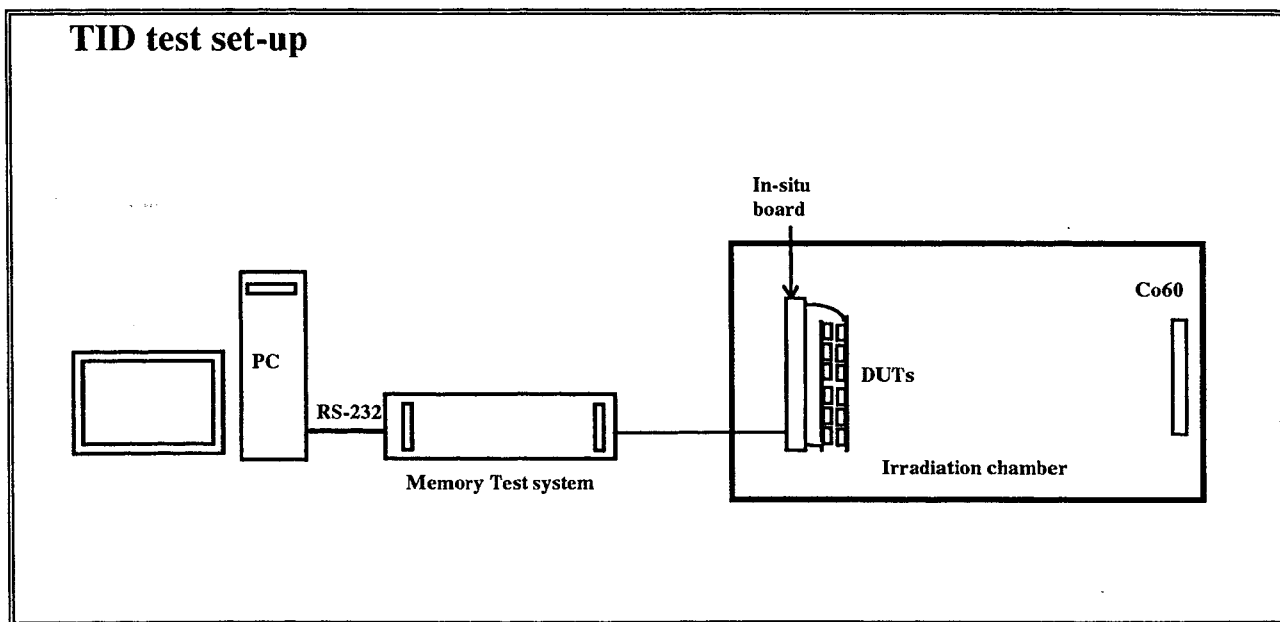 TID test set-up
In-situ
board
Co60
PC
DUTs
RS-232
Irradiation chamber
Memory Test system